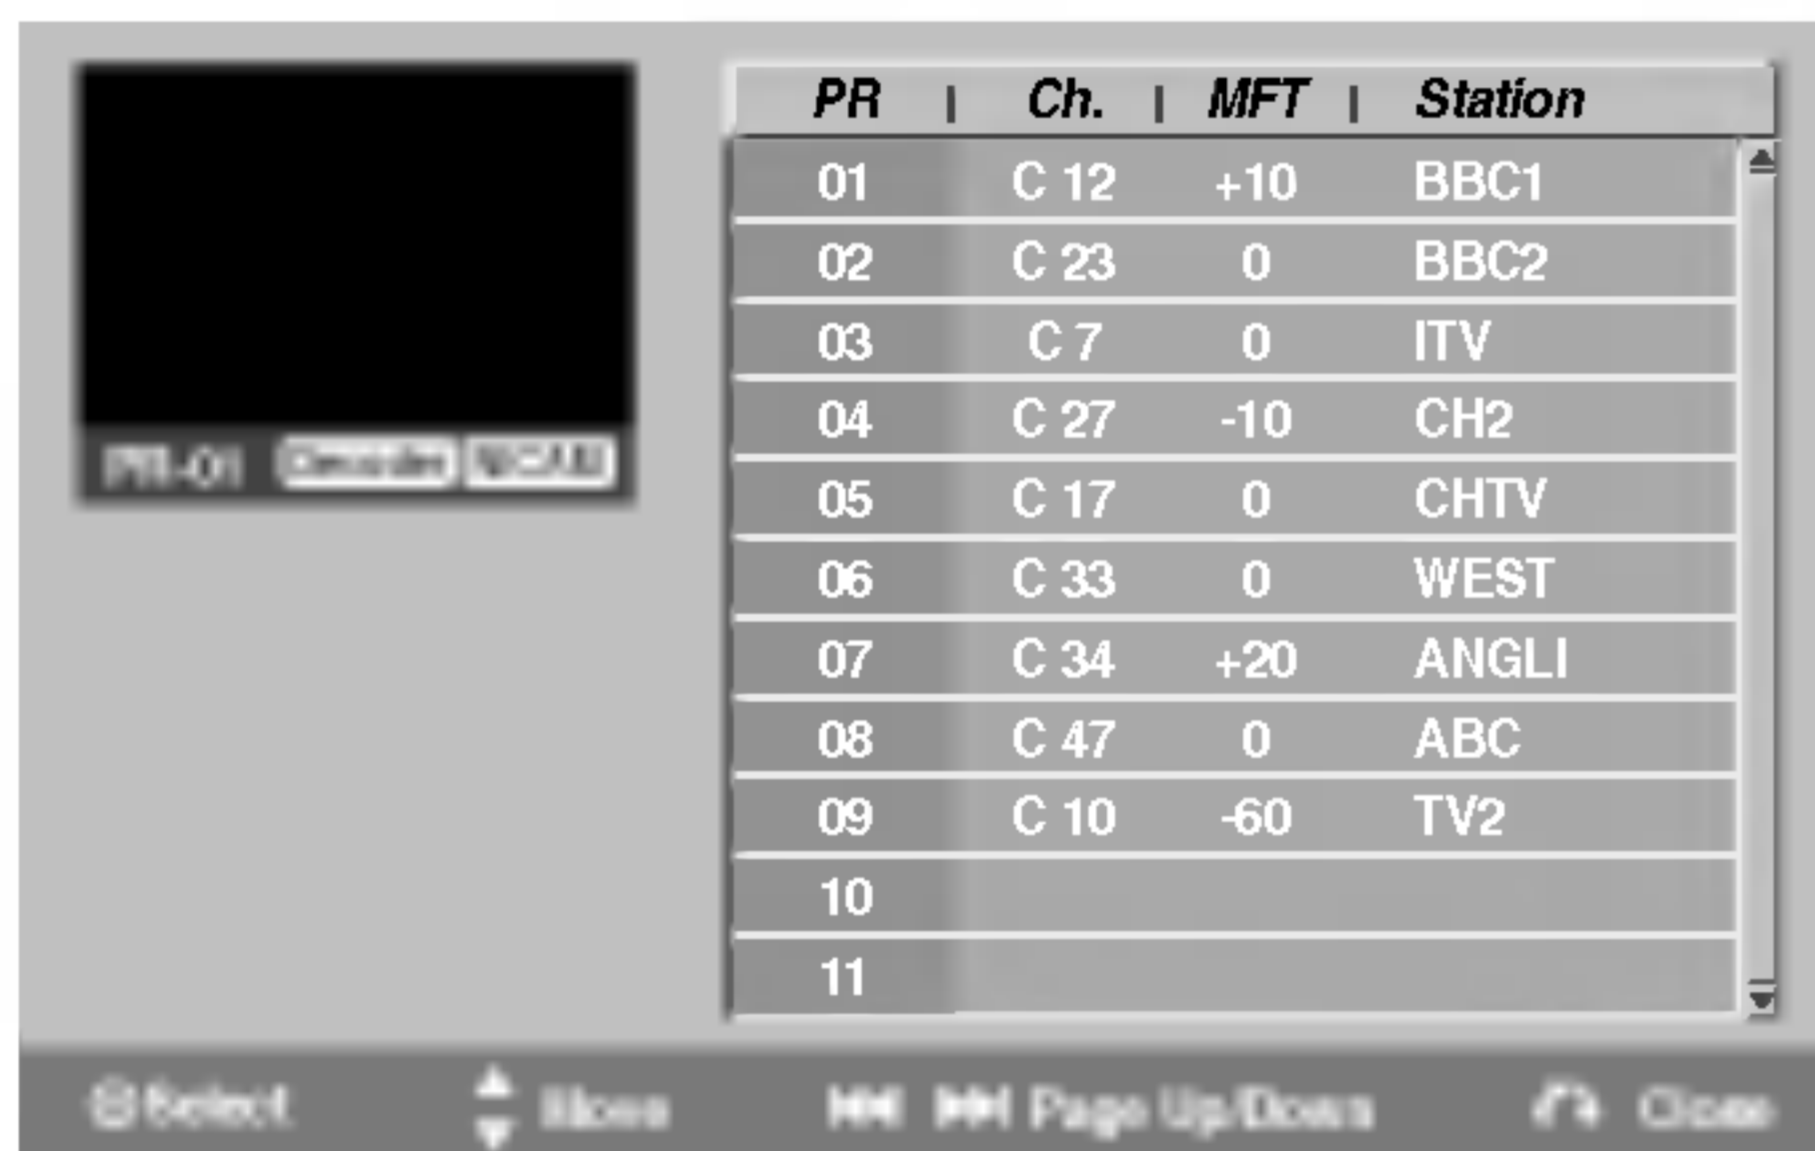 PR | Ch. | MFT | Station
01 C 12 +10 BBC1
02 C 23 0 BBC2
03 C 7 0 ITV
04 C 27 -10 CH2
05 C 17 0 CHTV
06 C 33 0 WEST
07 C 34 +20 ANGLI
08 C 47 0 ABC
09 C 10 -60 TV2
10
11
PR-01 Decoder NICAM
Select Move Page Up/Down Close